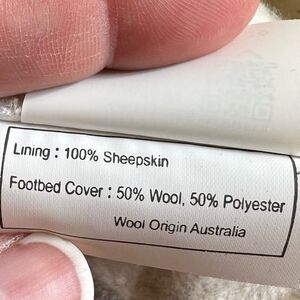 Lining : 100% Sheepskin
Footbed Cover : 50% Wool, 50% Polyester
Wool Origin Australia